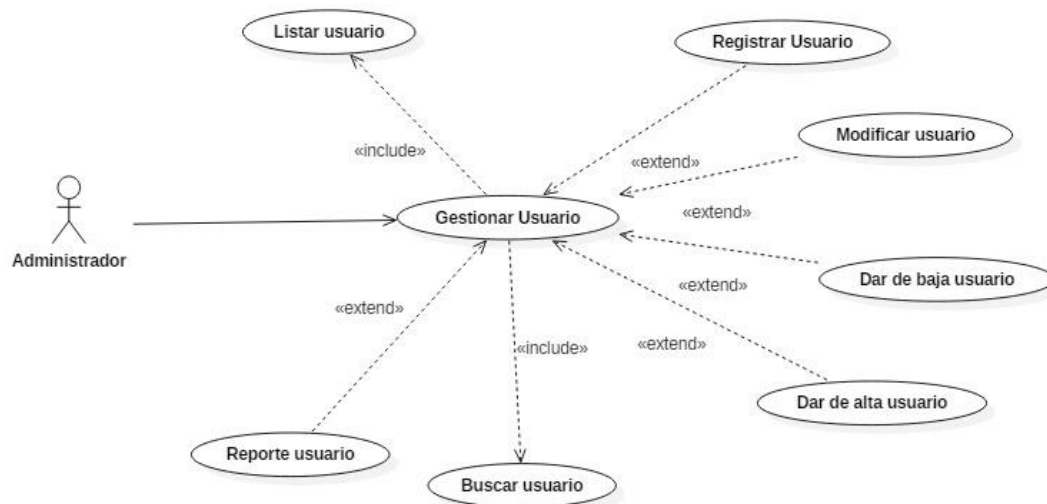 Listar usuario
Registrar Usuario
Modificar usuario
«include»
«extend»
«extend»
Gestionar Usuario
Administrador
Dar de baja usuario
«extend»
«extend»
«include»
«extend»
Dar de alta usuario
Reporte usuario
Buscar usuario